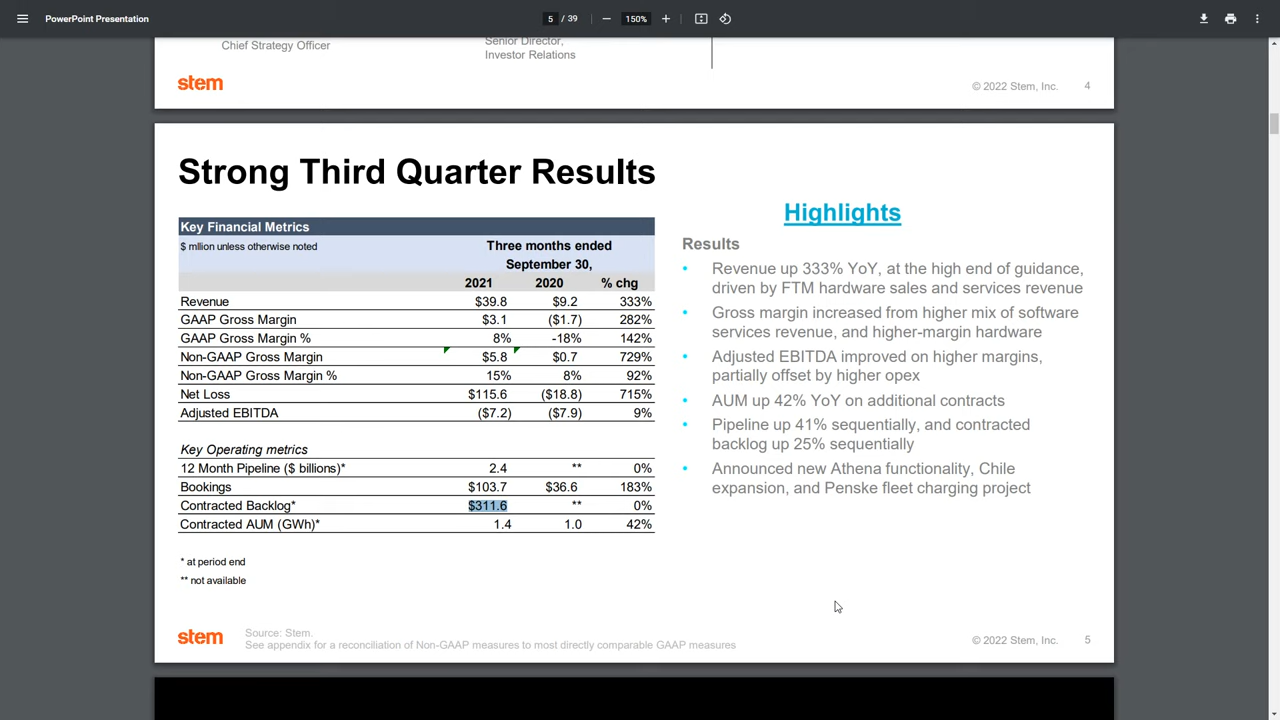 PowerPoint Presentation
5 / 39
150%
Chief Strategy Officer
Senior Director,
Investor Relations
stem
© 2022 Stem, Inc. 4
Strong Third Quarter Results
Key Financial Metrics
$ mllion unless otherwise noted
Three months ended
September 30,
2021 2020 % chg
Revenue $39.8 $9.2 333%
GAAP Gross Margin $3.1 ($1.7) 282%
GAAP Gross Margin % 8% -18% 142%
Non-GAAP Gross Margin $5.8 $0.7 729%
Non-GAAP Gross Margin % 15% 8% 92%
Net Loss $115.6 ($18.8) 715%
Adjusted EBITDA ($7.2) ($7.9) 9%
Key Operating metrics
12 Month Pipeline ($ billions)* 2.4 ** 0%
Bookings $103.7 $36.6 183%
Contracted Backlog* $311.6 ** 0%
Contracted AUM (GWh)* 1.4 1.0 42%
* at period end
** not available
Highlights
Results
• Revenue up 333% YoY, at the high end of guidance,
driven by FTM hardware sales and services revenue
• Gross margin increased from higher mix of software
services revenue, and higher-margin hardware
• Adjusted EBITDA improved on higher margins,
partially offset by higher opex
• AUM up 42% YoY on additional contracts
• Pipeline up 41% sequentially, and contracted
backlog up 25% sequentially
• Announced new Athena functionality, Chile
expansion, and Penske fleet charging project
stem
Source: Stem.
See appendix for a reconciliation of Non-GAAP measures to most directly comparable GAAP measures
© 2022 Stem, Inc. 5